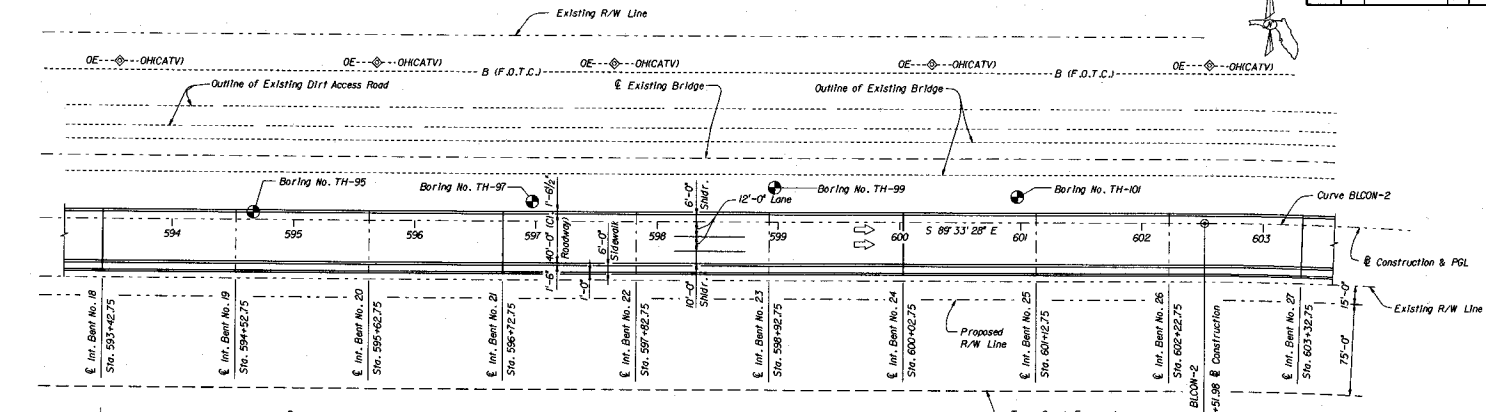 Existing R/W Line
N
OE---OH(CATV) OE---OH(CATV) OE---OH(CATV) OE---OH(CATV) OE---OH(CATV)
B (F.O.T.C.) B (F.O.T.C.)
Outline of Existing Dirt Access Road
℄ Existing Bridge
Outline of Existing Bridge
Boring No. TH-95
Boring No. TH-97
Boring No. TH-99
Boring No. TH-101
1'-6½"
6'-0" Shldr.
12'-0" Lane
Curve BLCON-2
594 595 596 597 598 599 600 601 602 603
40'-0" (Cl. Roadway)
6'-0" Sidewalk
S 89°33'28" E
℄ Construction & PGL
1'-6"
1'-0"
10'-0" Shldr.
Existing R/W Line
15'-0"
75'-0"
Proposed R/W Line
℄ Int. Bent No. 18
Sta. 593+42.75
℄ Int. Bent No. 19
Sta. 594+52.75
℄ Int. Bent No. 20
Sta. 595+62.75
℄ Int. Bent No. 21
Sta. 596+72.75
℄ Int. Bent No. 22
Sta. 597+82.75
℄ Int. Bent No. 23
Sta. 598+92.75
℄ Int. Bent No. 24
Sta. 600+02.75
℄ Int. Bent No. 25
Sta. 601+12.75
℄ Int. Bent No. 26
Sta. 602+22.75
BLCON-2
+51.98 ℄ Construction
℄ Int. Bent No. 27
Sta. 603+32.75